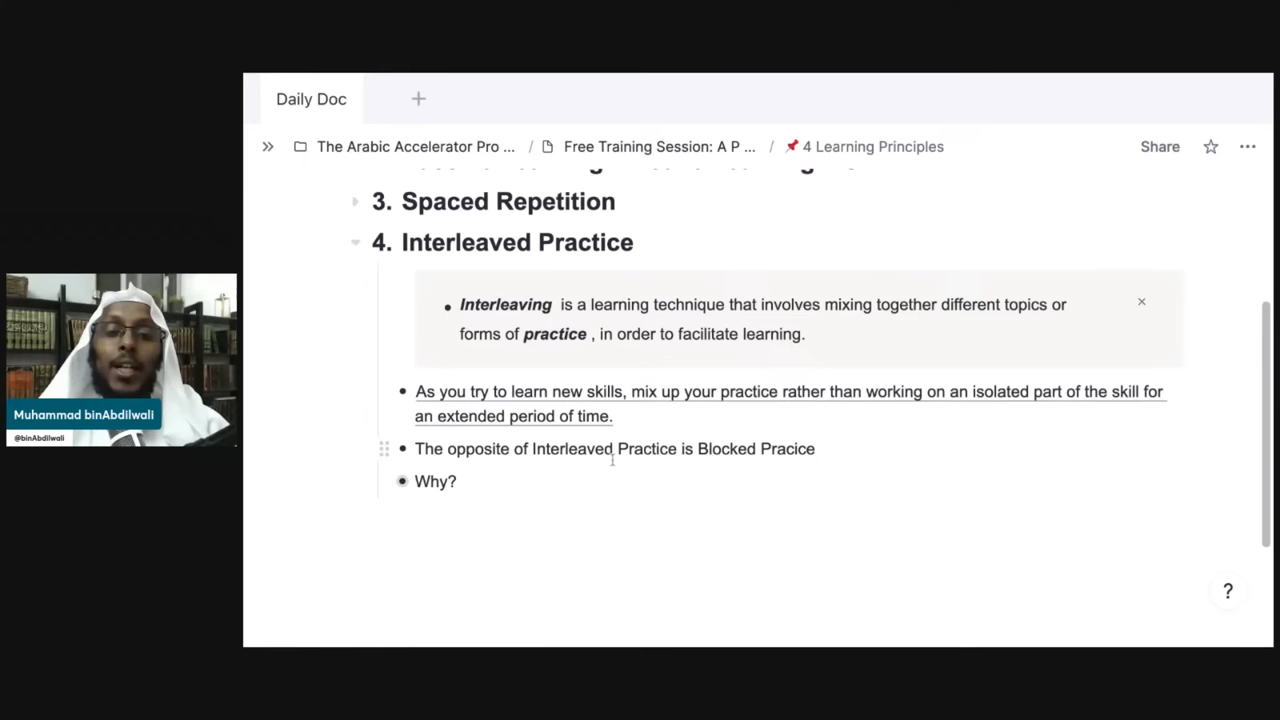 Daily Doc
The Arabic Accelerator Pro ... / Free Training Session: A P ... / 4 Learning Principles
Share
3. Spaced Repetition
4. Interleaved Practice
Interleaving is a learning technique that involves mixing together different topics or
forms of practice , in order to facilitate learning.
As you try to learn new skills, mix up your practice rather than working on an isolated part of the skill for
an extended period of time.
The opposite of Interleaved Practice is Blocked Pracice
Why?
?
Muhammad binAbdilwali
@binAbdilwali